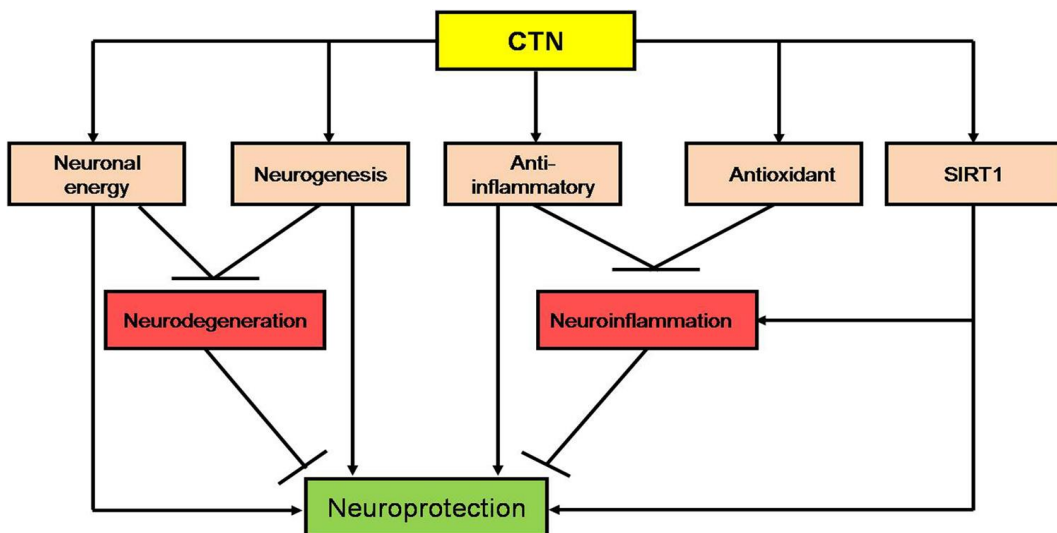 CTN
Neuronal
energy
Neurogenesis
Anti-
inflammatory
Antioxidant
SIRT1
Neurodegeneration
Neuroinflammation
Neuroprotection